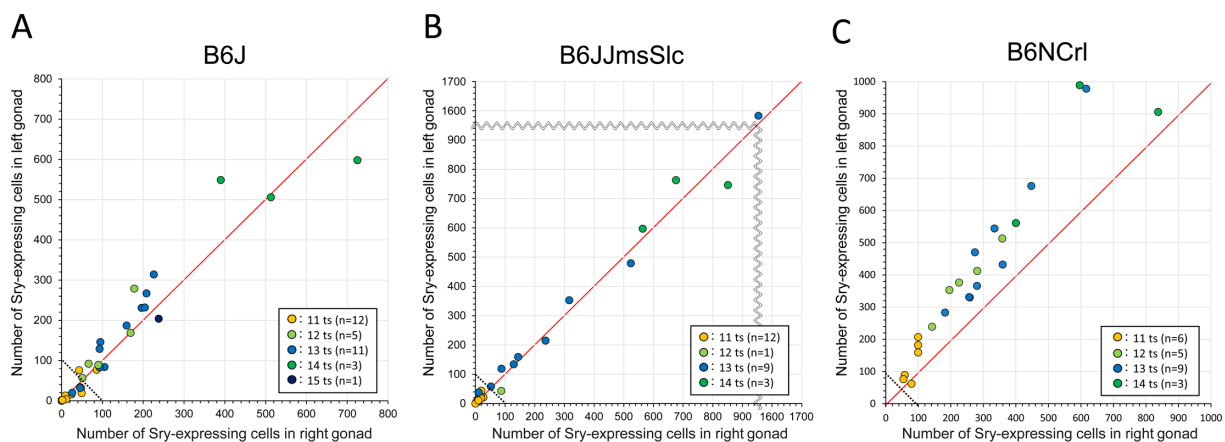 A
B6J
Number of Sry-expressing cells in left gonad
800
700
600
500
400
300
200
100
0
0 100 200 300 400 500 600 700 800
Number of Sry-expressing cells in right gonad
: 11 ts (n=12)
: 12 ts (n=5)
: 13 ts (n=11)
: 14 ts (n=3)
: 15 ts (n=1)
B
B6JJmsSlc
Number of Sry-expressing cells in left gonad
1700
1600
900
800
700
600
500
400
300
200
100
0
0 100 200 300 400 500 600 700 800 900 1600 1700
Number of Sry-expressing cells in right gonad
: 11 ts (n=12)
: 12 ts (n=1)
: 13 ts (n=9)
: 14 ts (n=3)
C
B6NCrl
Number of Sry-expressing cells in left gonad
1000
900
800
700
600
500
400
300
200
100
0
0 100 200 300 400 500 600 700 800 900 1000
Number of Sry-expressing cells in right gonad
: 11 ts (n=6)
: 12 ts (n=5)
: 13 ts (n=9)
: 14 ts (n=3)